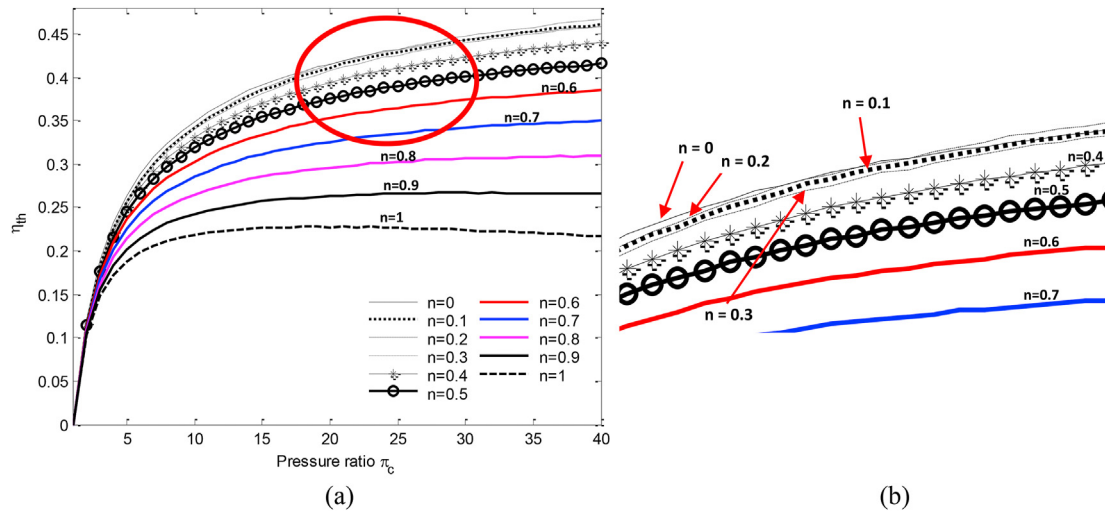 0.45
0.4
0.35
0.3
0.25
0.2
0.15
0.1
0.05
0
η_th
n=0.6
n=0.7
n=0.8
n=0.9
n=1
n=0 n=0.6
n=0.1 n=0.7
n=0.2 n=0.8
n=0.3 n=0.9
n=0.4 n=1
n=0.5
5 10 15 20 25 30 35 40
Pressure ratio π_c
(a)
n = 0.1
n = 0
n = 0.2
n=0.4
n=0.5
n=0.6
n=0.7
n = 0.3
(b)